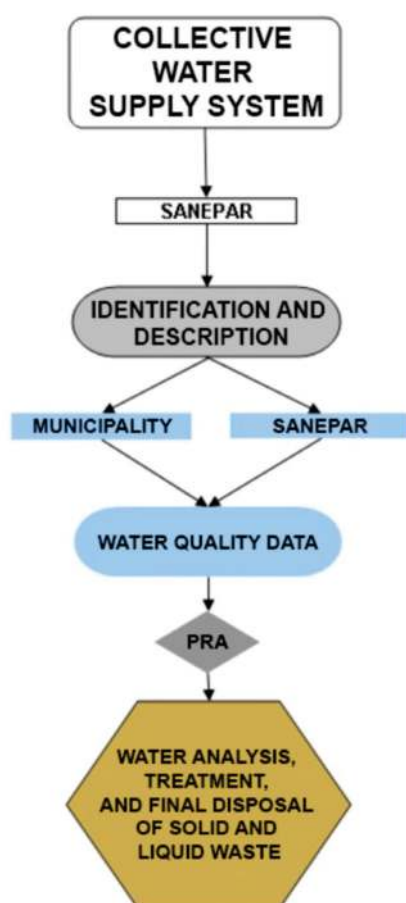 COLLECTIVE
WATER
SUPPLY SYSTEM
SANEPAR
IDENTIFICATION AND
DESCRIPTION
MUNICIPALITY
SANEPAR
WATER QUALITY DATA
PRA
WATER ANALYSIS,
TREATMENT,
AND FINAL DISPOSAL
OF SOLID AND
LIQUID WASTE